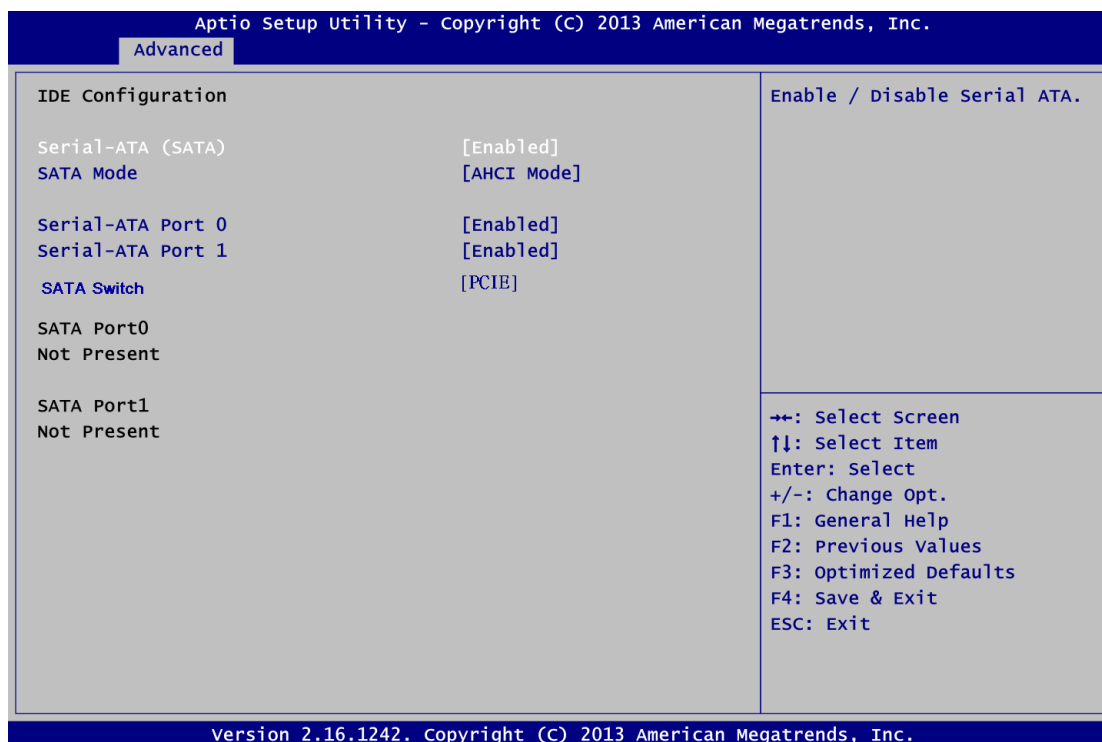 Aptio Setup Utility - Copyright (C) 2013 American Megatrends, Inc.
Advanced
IDE Configuration
Serial-ATA (SATA) [Enabled]
SATA Mode [AHCI Mode]
Serial-ATA Port 0 [Enabled]
Serial-ATA Port 1 [Enabled]
SATA Switch [PCIE]
SATA Port0
Not Present
SATA Port1
Not Present
Enable / Disable Serial ATA.
→←: Select Screen
↑↓: Select Item
Enter: Select
+/-: Change Opt.
F1: General Help
F2: Previous Values
F3: Optimized Defaults
F4: Save & Exit
ESC: Exit
Version 2.16.1242. Copyright (C) 2013 American Megatrends, Inc.